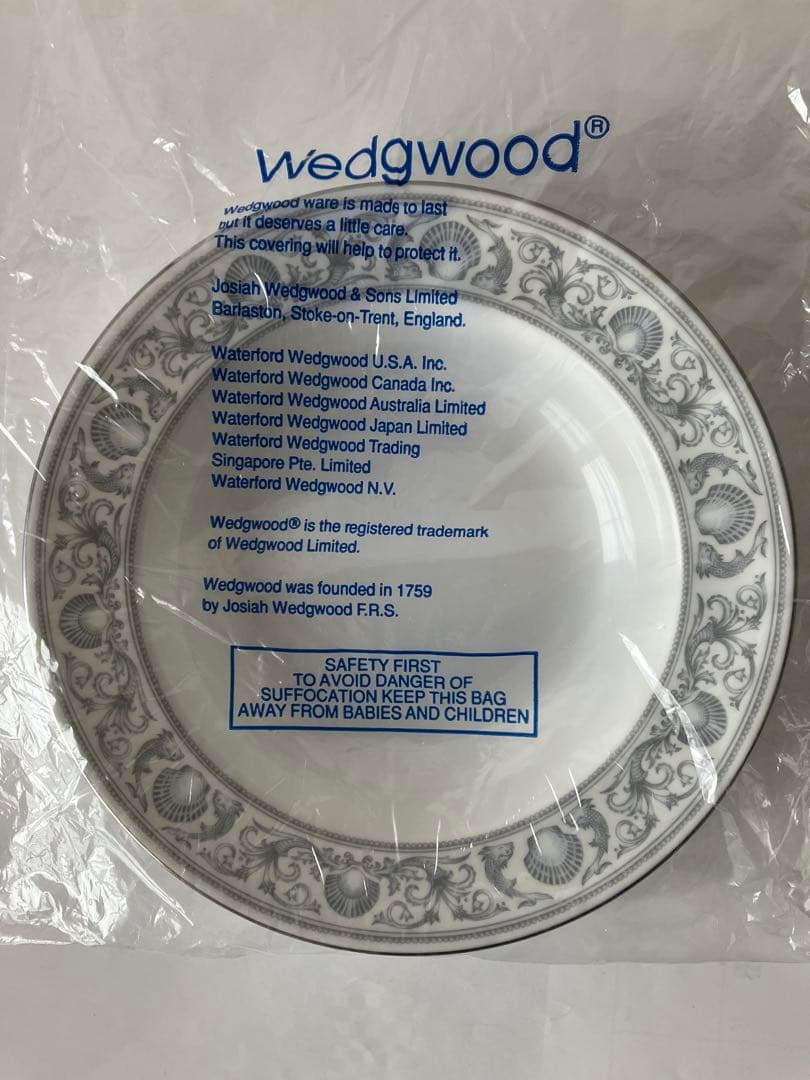 Wedgwood®
Wedgwood ware is made to last
but it deserves a little care.
This covering will help to protect it.
Josiah Wedgwood & Sons Limited
Barlaston, Stoke-on-Trent, England.
Waterford Wedgwood U.S.A. Inc.
Waterford Wedgwood Canada Inc.
Waterford Wedgwood Australia Limited
Waterford Wedgwood Japan Limited
Waterford Wedgwood Trading
Singapore Pte. Limited
Waterford Wedgwood N.V.
Wedgwood® is the registered trademark
of Wedgwood Limited.
Wedgwood was founded in 1759
by Josiah Wedgwood F.R.S.
SAFETY FIRST
TO AVOID DANGER OF
SUFFOCATION KEEP THIS BAG
AWAY FROM BABIES AND CHILDREN